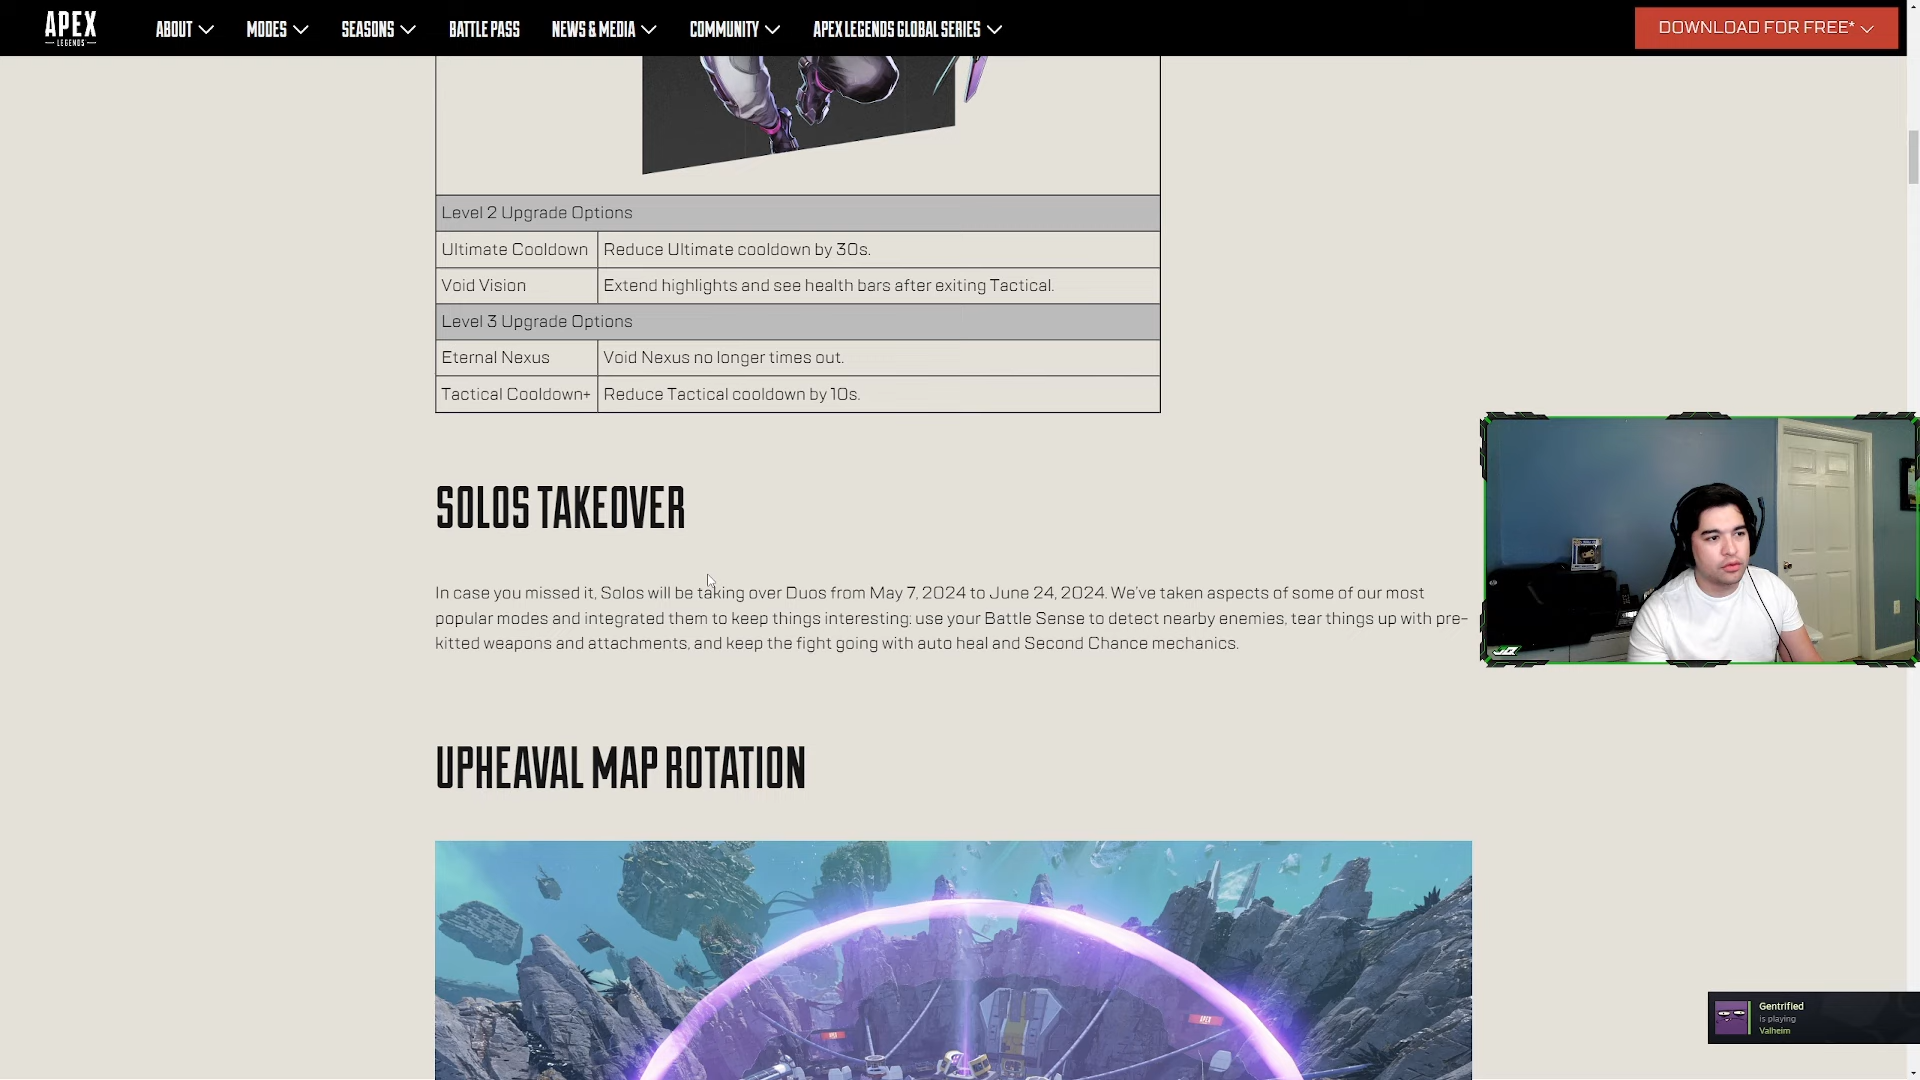 APEX
LEGENDS
ABOUT
MODES
SEASONS
BATTLE PASS
NEWS & MEDIA
COMMUNITY
APEX LEGENDS GLOBAL SERIES
DOWNLOAD FOR FREE*
Level 2 Upgrade Options
Ultimate Cooldown Reduce Ultimate cooldown by 30s.
Void Vision Extend highlights and see health bars after exiting Tactical.
Level 3 Upgrade Options
Eternal Nexus Void Nexus no longer times out.
Tactical Cooldown+ Reduce Tactical cooldown by 10s.
SOLOS TAKEOVER
In case you missed it, Solos will be taking over Duos from May 7, 2024 to June 24, 2024. We've taken aspects of some of our most
popular modes and integrated them to keep things interesting: use your Battle Sense to detect nearby enemies, tear things up with pre-
kitted weapons and attachments, and keep the fight going with auto heal and Second Chance mechanics.
UPHEAVAL MAP ROTATION
APEX
Gentrified
is playing
Valheim